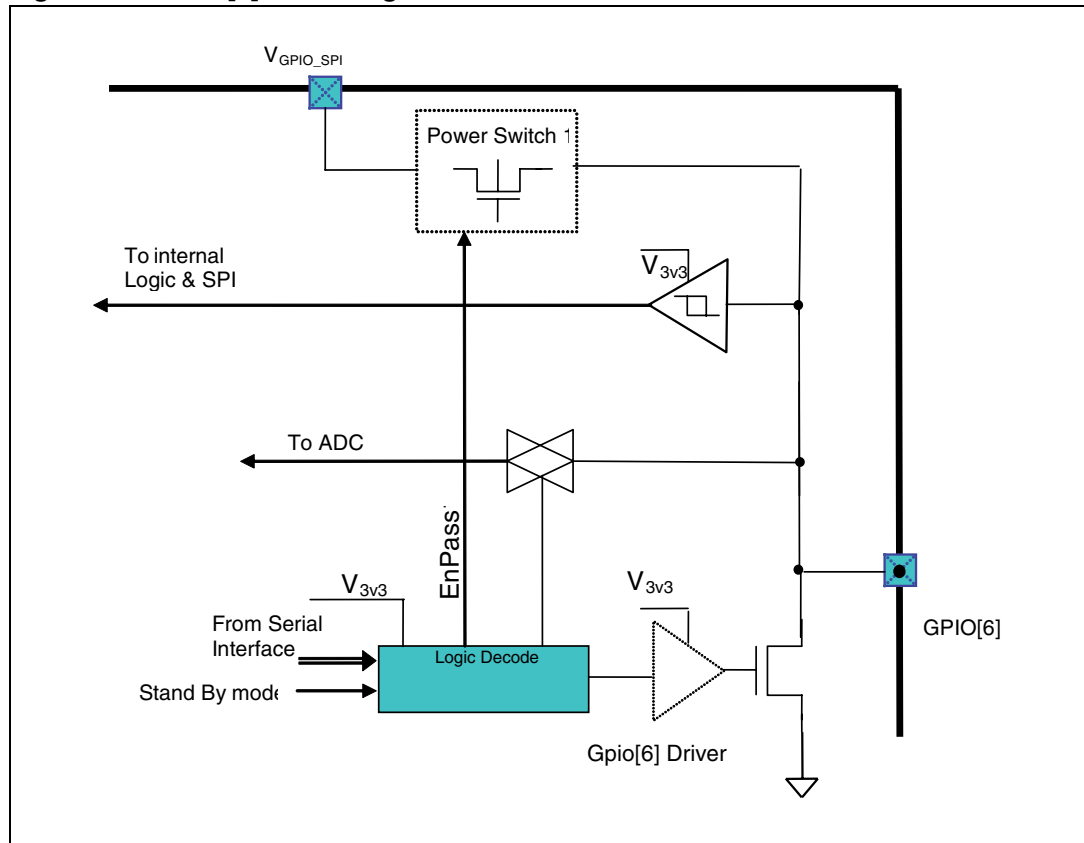 V GPIO_SPI
Power Switch 1
To internal
Logic & SPI
V3v3
To ADC
EnPass
V3v3
V3v3
From Serial
Interface
Logic Decode
GPIO[6]
Stand By mode
Gpio[6] Driver